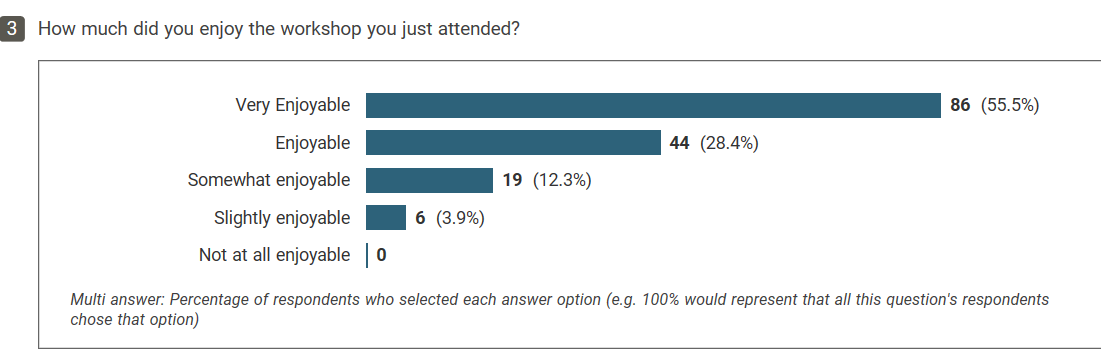 3 How much did you enjoy the workshop you just attended?
Very Enjoyable 86 (55.5%)
Enjoyable 44 (28.4%)
Somewhat enjoyable 19 (12.3%)
Slightly enjoyable 6 (3.9%)
Not at all enjoyable 0
Multi answer: Percentage of respondents who selected each answer option (e.g. 100% would represent that all this question's respondents
chose that option)